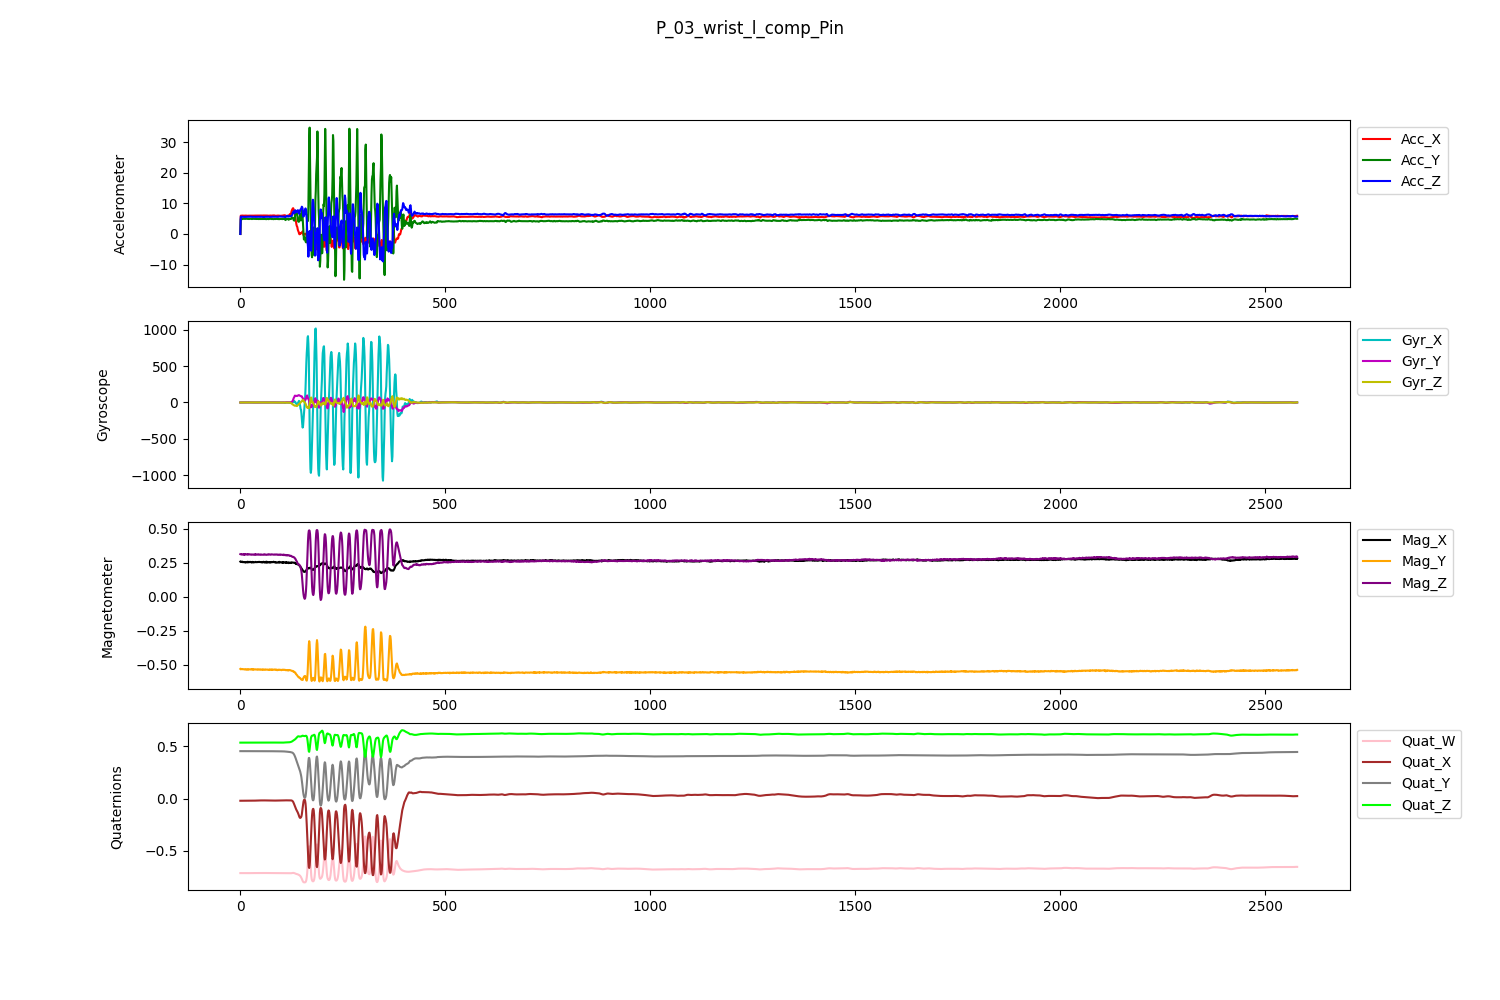 P_03_wrist_l_comp_Pin
Accelerometer
30
20
10
0
−10
0 500 1000 1500 2000 2500
Acc_X
Acc_Y
Acc_Z
Gyroscope
1000
500
0
−500
−1000
0 500 1000 1500 2000 2500
Gyr_X
Gyr_Y
Gyr_Z
Magnetometer
0.50
0.25
0.00
−0.25
−0.50
0 500 1000 1500 2000 2500
Mag_X
Mag_Y
Mag_Z
Quaternions
0.5
0.0
−0.5
0 500 1000 1500 2000 2500
Quat_W
Quat_X
Quat_Y
Quat_Z